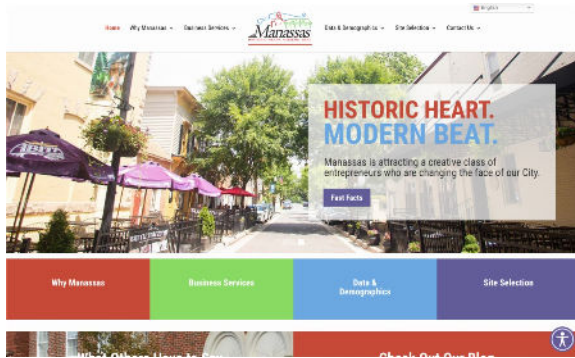 English
Home
Why Manassas
Business Services
Manassas
Data & Demographics
Site Selection
Contact Us
HISTORIC HEART.
MODERN BEAT.
Manassas is attracting a creative class of
entrepreneurs who are changing the face of our City.
Fast Facts
Why Manassas
Business Services
Data &
Demographics
Site Selection
What Others Have to Say
Check Out Our Blog